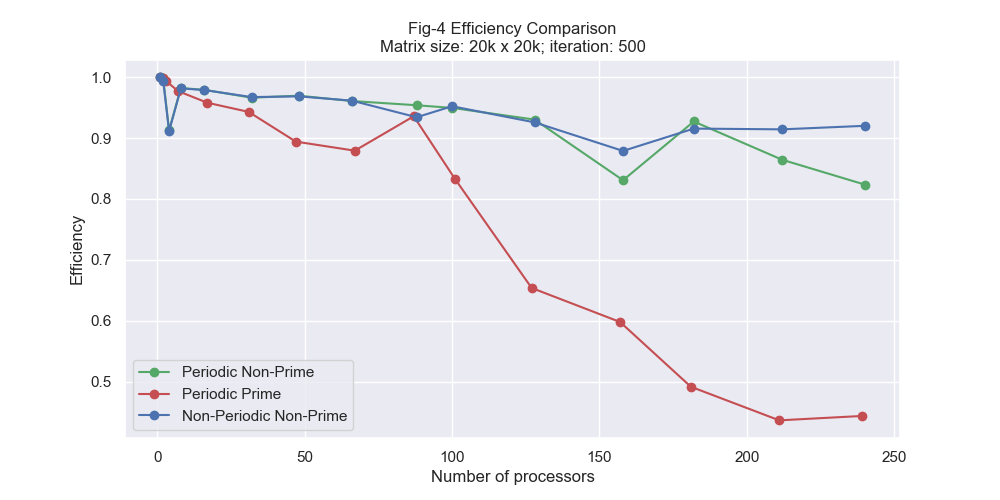 Fig-4 Efficiency Comparison
Matrix size: 20k x 20k; iteration: 500
1.0
0.9
0.8
0.7
0.6
0.5
Efficiency
Periodic Non-Prime
Periodic Prime
Non-Periodic Non-Prime
0 50 100 150 200 250
Number of processors